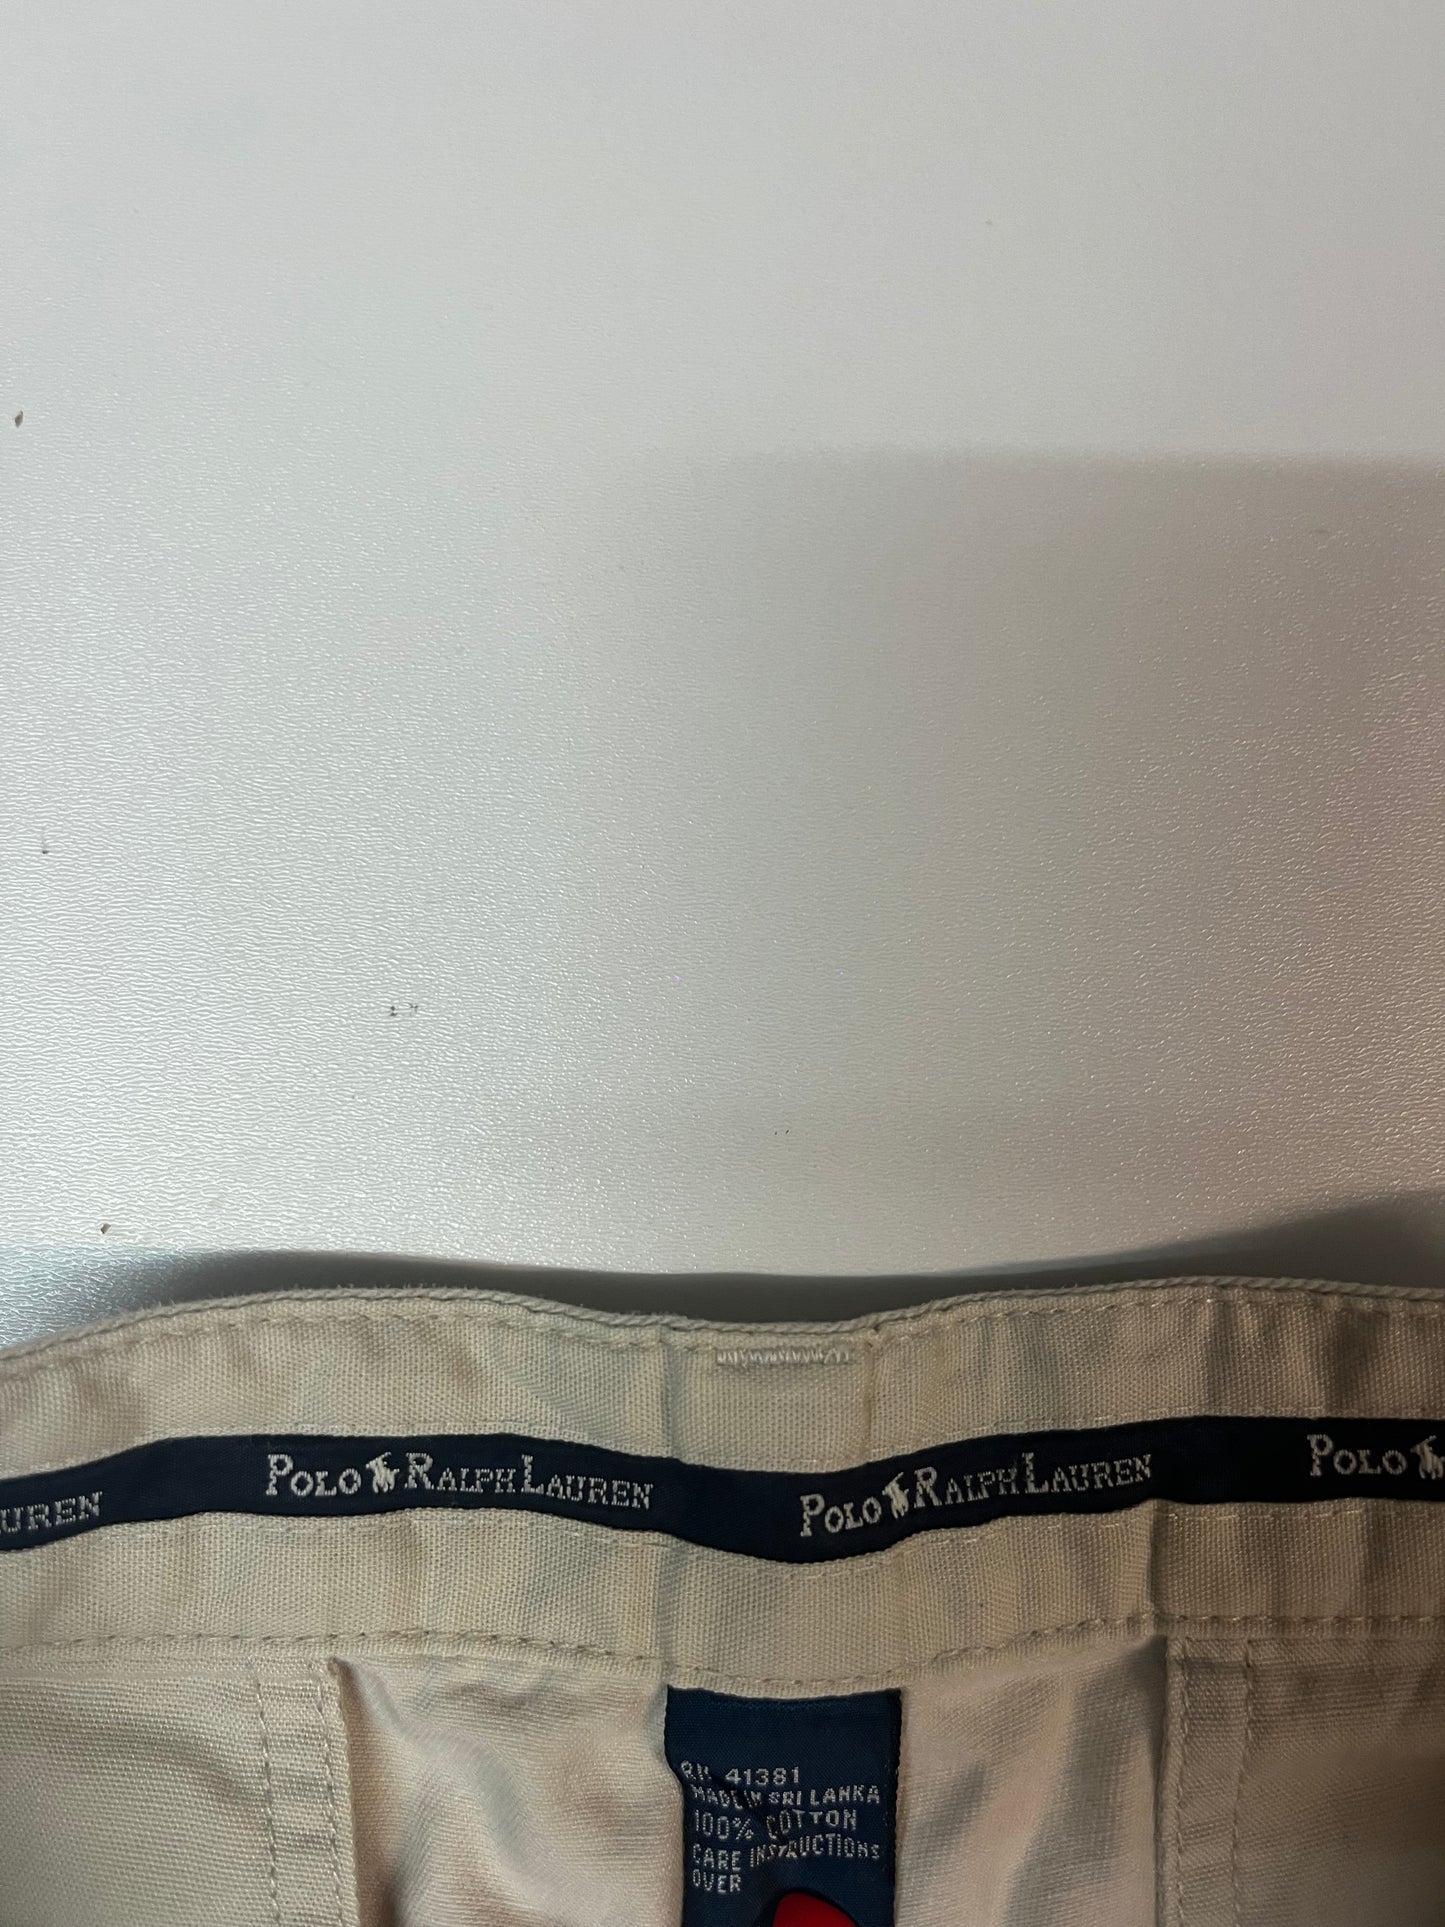 UREN POLO RALPH LAUREN POLO RALPH LAUREN POLO
RN 41381
MADE IN SRI LANKA
100% COTTON
CARE INSTRUCTIONS
OVER